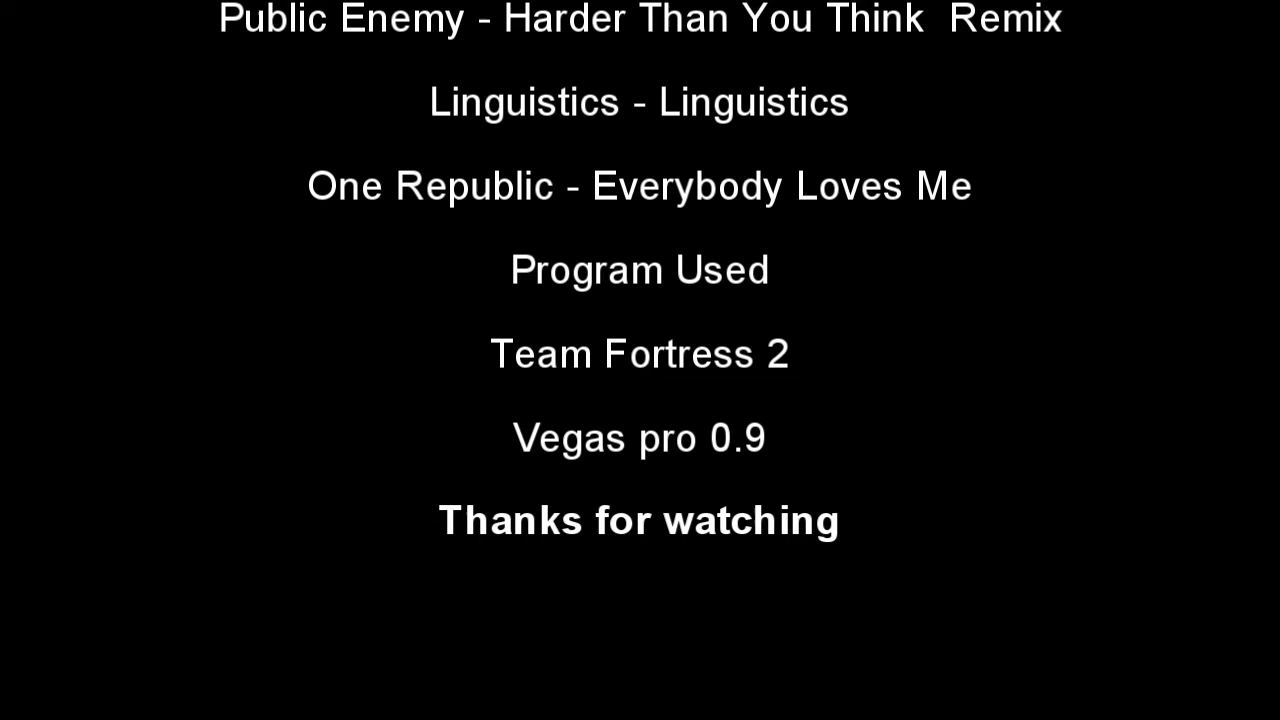 Public Enemy - Harder Than You Think  Remix
Linguistics - Linguistics
One Republic - Everybody Loves Me
Program Used
Team Fortress 2
Vegas pro 0.9
Thanks for watching